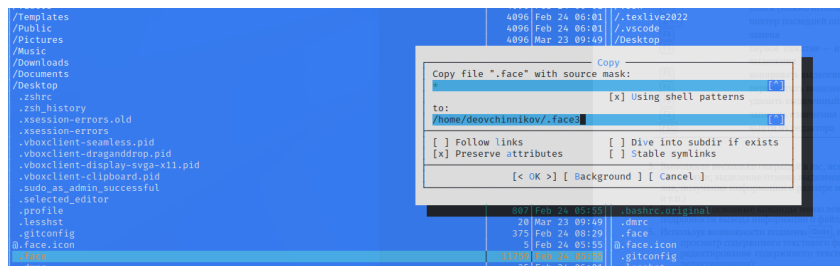 /Templates 4096 Feb 24 06:01 /.texlive2022
/Public 4096 Feb 24 06:01 /.vscode
/Pictures 4096 Mar 23 09:49 /Desktop
/Music
/Downloads
/Documents
/Desktop
.zshrc
.zsh_history
.xsession-errors.old
.xsession-errors
.vboxclient-seamless.pid
.vboxclient-draganddrop.pid
.vboxclient-display-svga-x11.pid
.vboxclient-clipboard.pid
.sudo_as_admin_successful
.selected_editor
.profile 807 Feb 24 05:55 .bashrc.original
.lesshst 20 Mar 23 09:49 .dmrc
.gitconfig 375 Feb 24 08:29 .face
@.face.icon 5 Feb 24 05:55 @.face.icon
.face .gitconfig
Copy
Copy file ".face" with source mask:
* [^]
[x] Using shell patterns
to:
/home/deovchinnikov/.face3 [^]
[ ] Follow links [ ] Dive into subdir if exists
[x] Preserve attributes [ ] Stable symlinks
[< OK >] [ Background ] [ Cancel ]